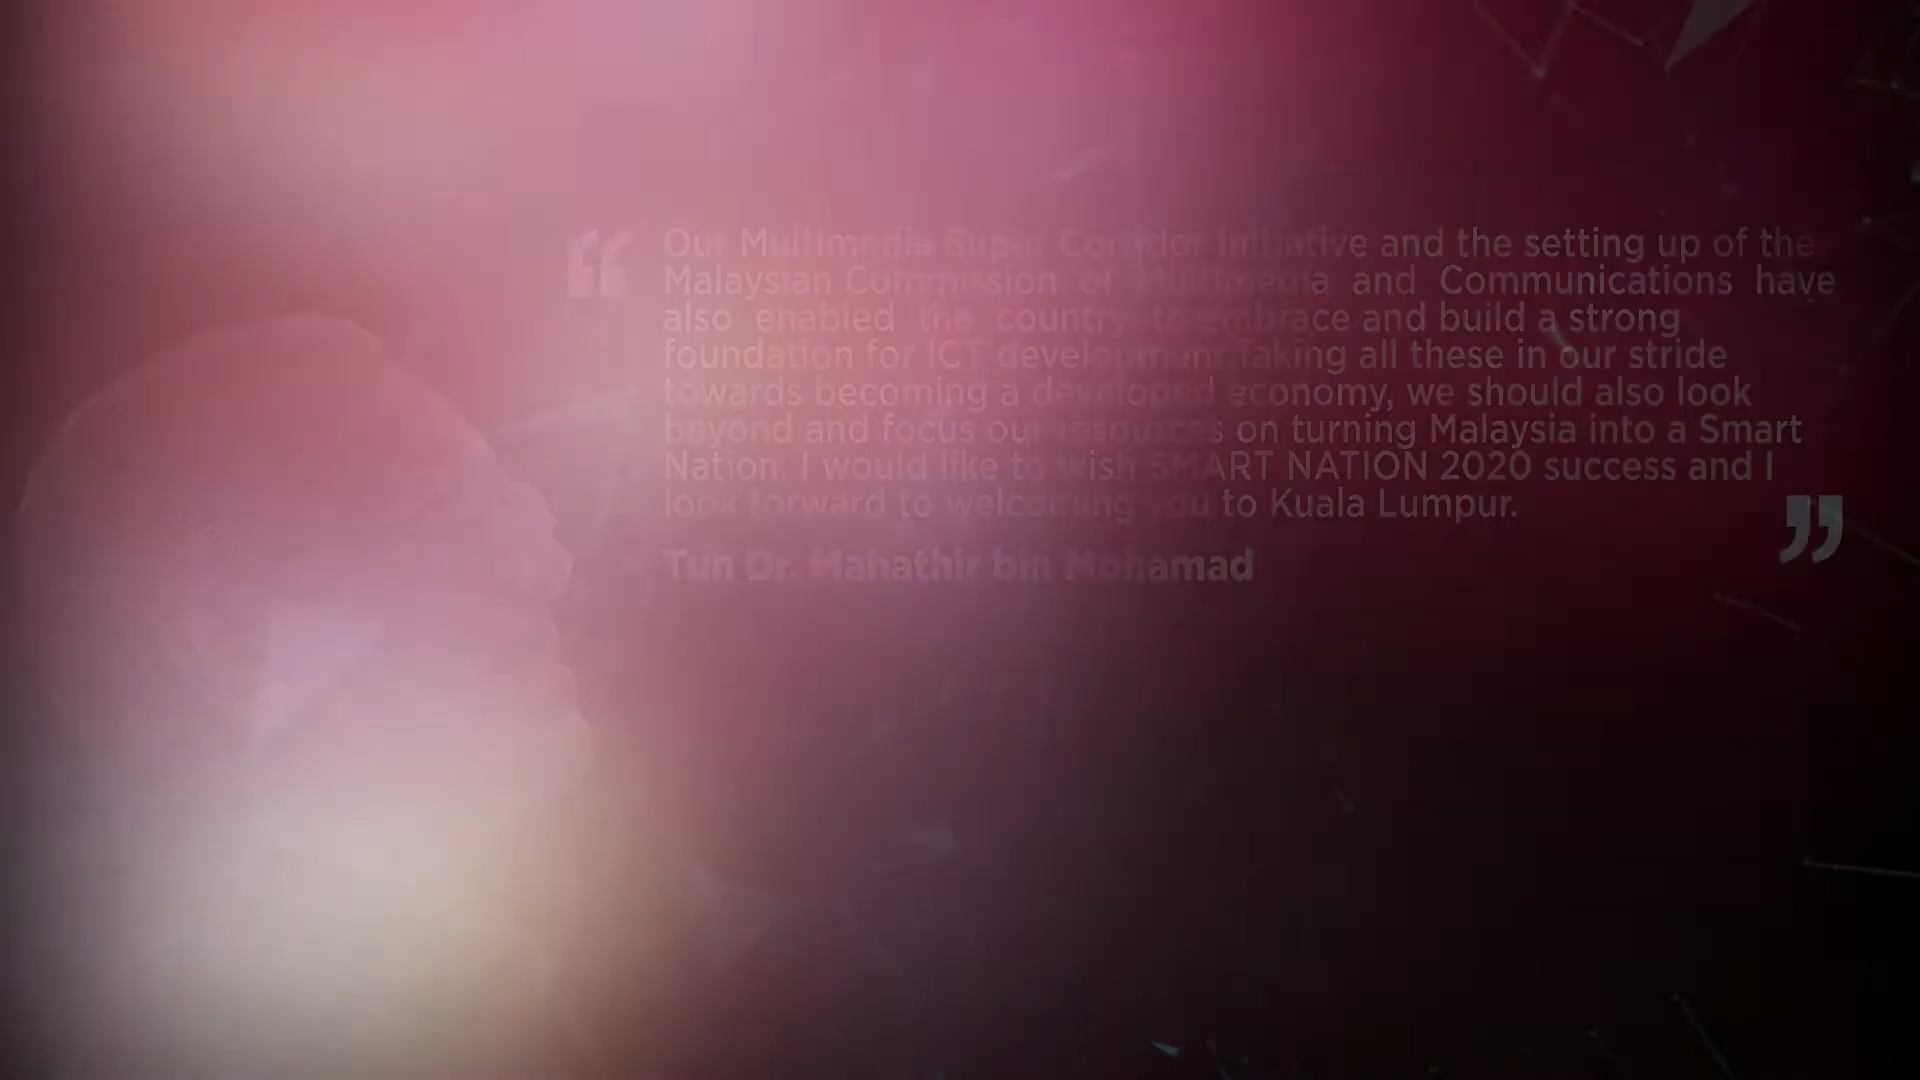 “ Our Multimedia Super Corridor Initiative and the setting up of the
Malaysian Commission of Multimedia and Communications have
also enabled the country to embrace and build a strong
foundation for ICT development.Taking all these in our stride
towards becoming a developed economy, we should also look
beyond and focus our resources on turning Malaysia into a Smart
Nation. I would like to wish SMART NATION 2020 success and I
look forward to welcoming you to Kuala Lumpur. ”
Tun Dr. Mahathir bin Mohamad